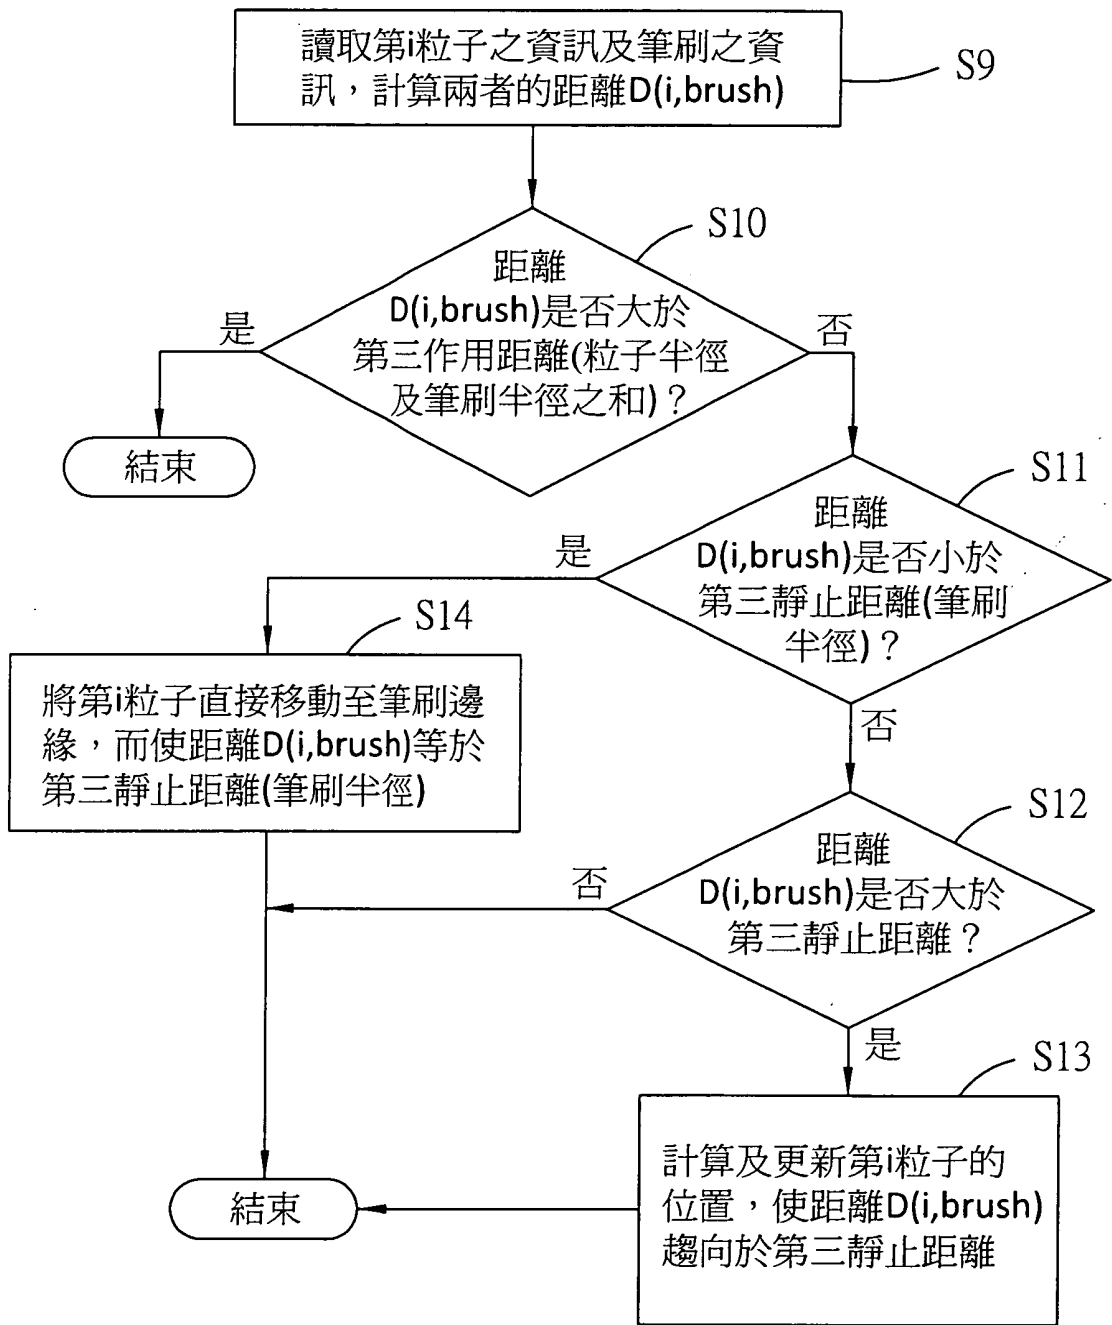 讀取第i粒子之資訊及筆刷之資
訊，計算兩者的距離D(i,brush)
S9
S10
距離
D(i,brush)是否大於
第三作用距離(粒子半徑
及筆刷半徑之和)？
是
否
結束
S11
距離
D(i,brush)是否小於
第三靜止距離(筆刷
半徑)？
是
否
S14
將第i粒子直接移動至筆刷邊
緣，而使距離D(i,brush)等於
第三靜止距離(筆刷半徑)
S12
距離
D(i,brush)是否大於
第三靜止距離？
否
是
S13
計算及更新第i粒子的
位置，使距離D(i,brush)
趨向於第三靜止距離
結束